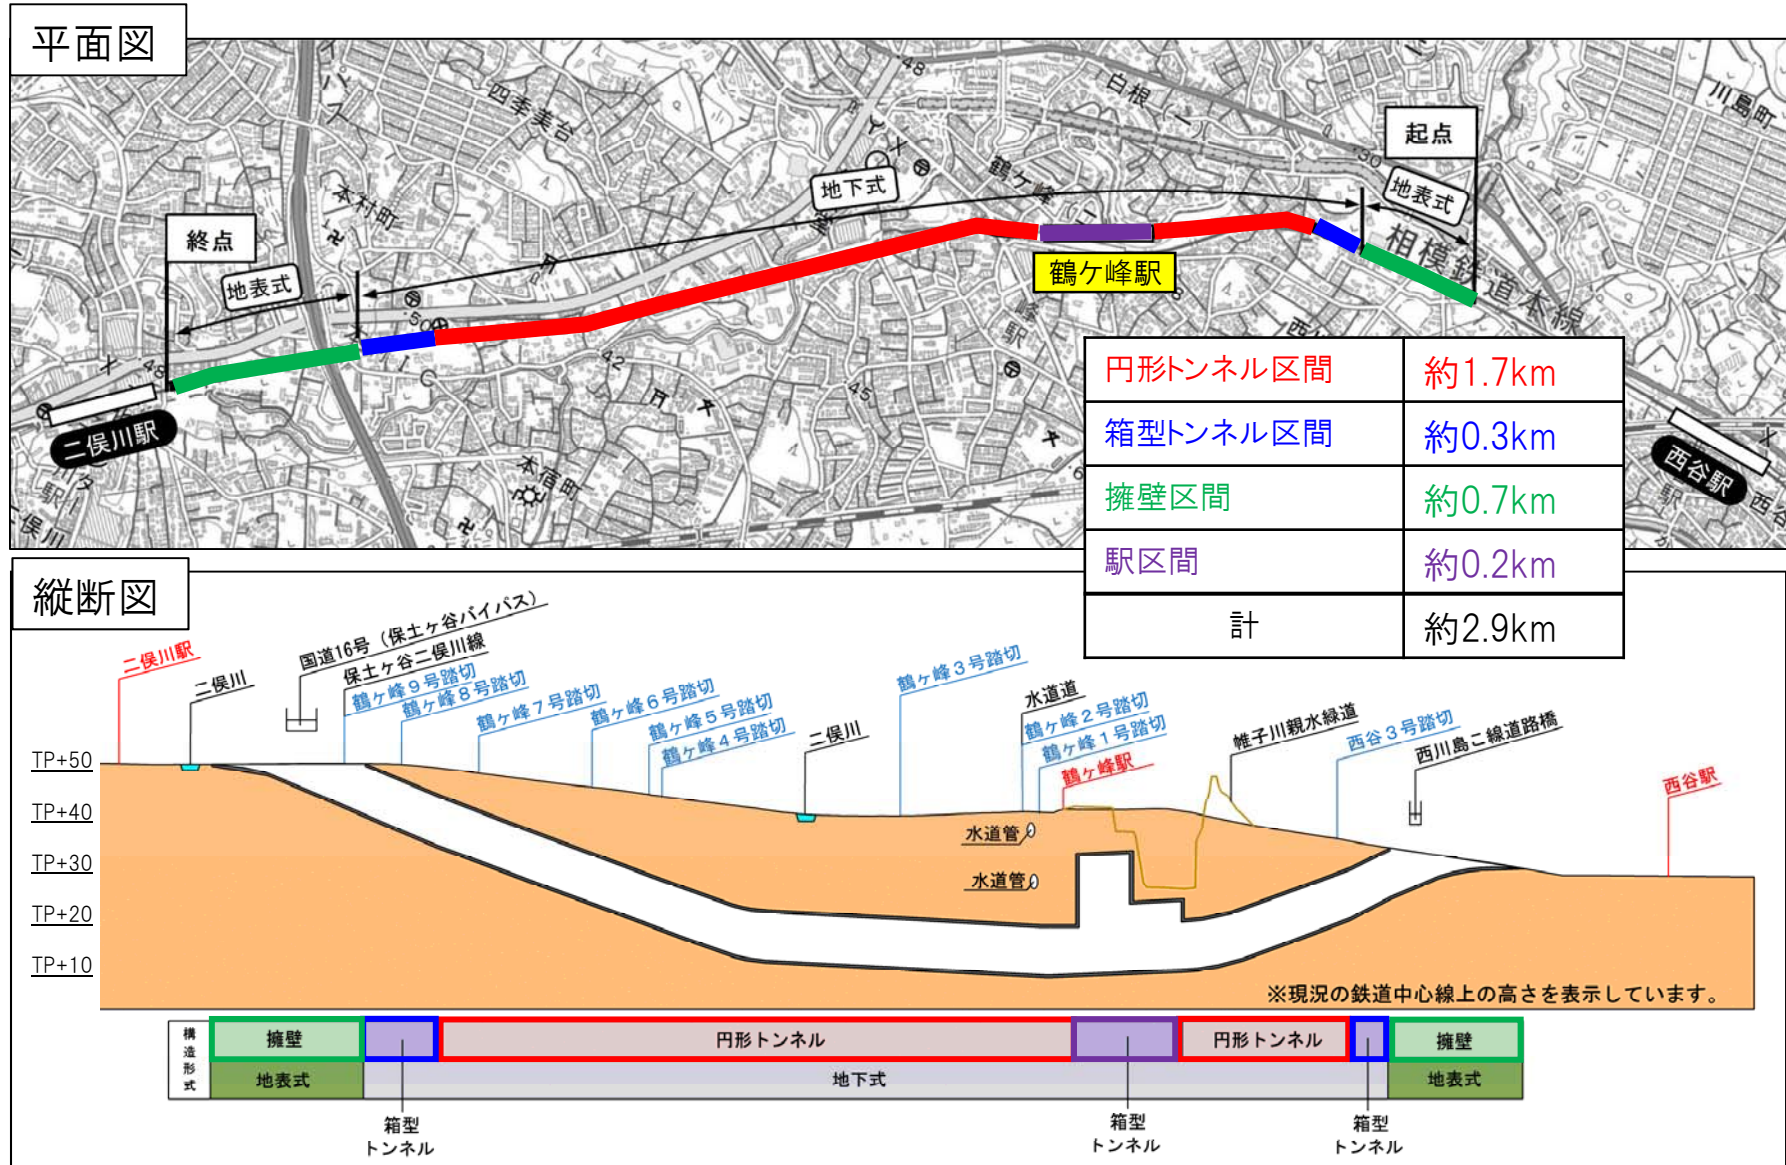 平面図
四季美台
本村町
白根(一)
川島町
起点
地下式
鶴ケ峰
地表式
終点
地表式
相模鉄道本線
鶴ケ峰駅
二俣川駅
本宿町
西谷駅
円形トンネル区間 約1.7km
箱型トンネル区間 約0.3km
擁壁区間 約0.7km
駅区間 約0.2km
計 約2.9km
縦断図
二俣川駅
二俣川
国道16号(保土ヶ谷バイパス)
保土ヶ谷二俣川線
鶴ヶ峰9号踏切
鶴ヶ峰8号踏切
鶴ヶ峰7号踏切
鶴ヶ峰6号踏切
鶴ヶ峰5号踏切
鶴ヶ峰4号踏切
二俣川
鶴ヶ峰3号踏切
水道道
鶴ヶ峰2号踏切
鶴ヶ峰1号踏切
鶴ヶ峰駅
帷子川親水緑道
西谷3号踏切
西川島こ線道路橋
西谷駅
TP+50
TP+40
TP+30
TP+20
TP+10
水道管
水道管
※現況の鉄道中心線上の高さを表示しています。
構造形式
擁壁 円形トンネル 円形トンネル 擁壁
地表式 地下式 地表式
箱型トンネル
箱型トンネル
箱型トンネル